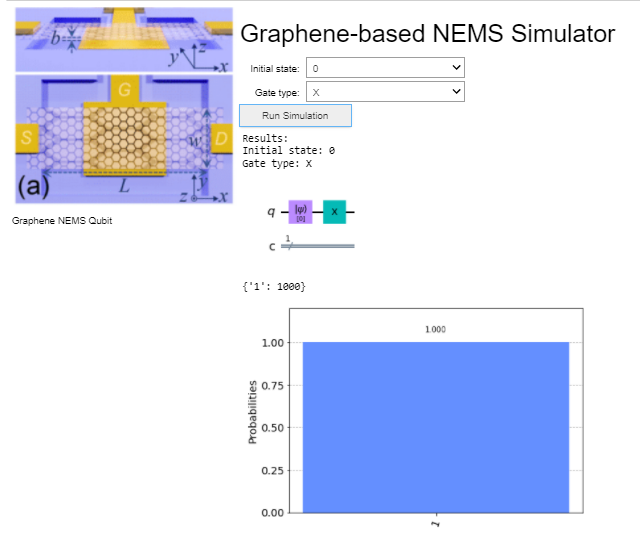 b
z
y
x
G
S
D
w
(a)
L
y
z
x
Graphene NEMS Qubit
Graphene-based NEMS Simulator
Initial state: 0
Gate type: X
Run Simulation
Results:
Initial state: 0
Gate type: X
q |ψ⟩ X
[0]
c 1
{'1': 1000}
1.000
1.00
0.75
0.50
0.25
0.00
Probabilities
1